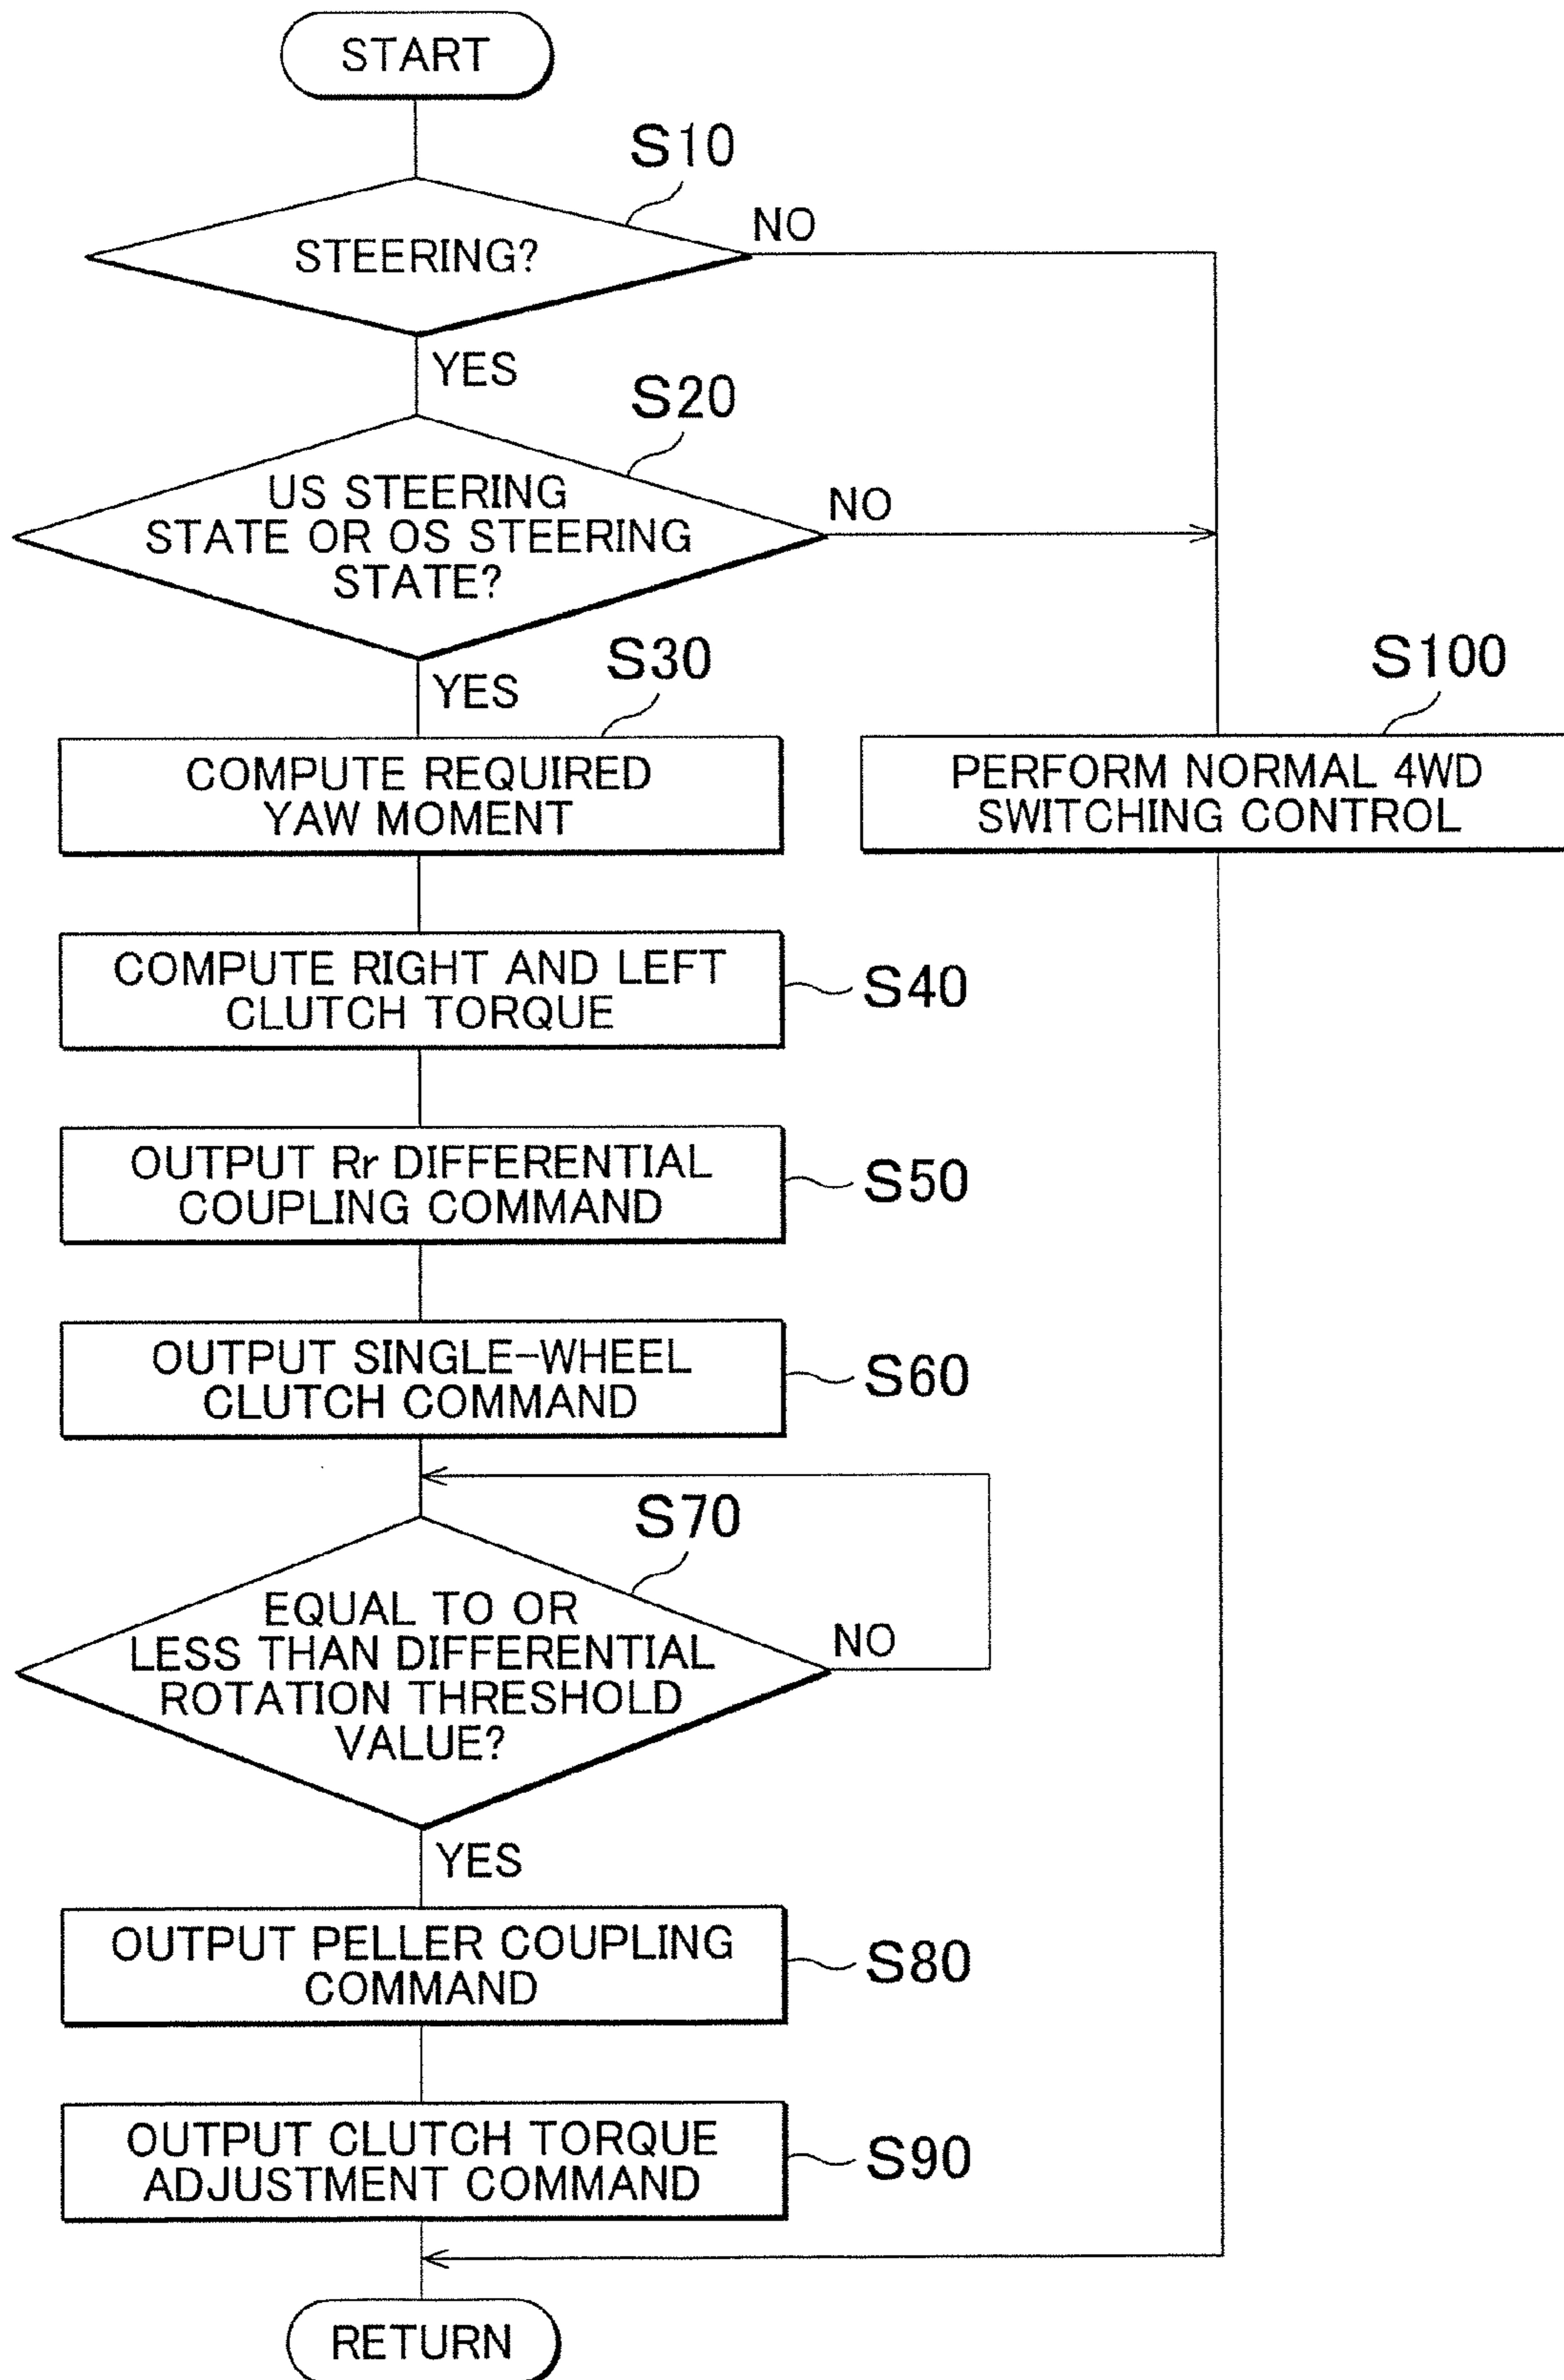 START
S10
STEERING?
NO
YES
S20
US STEERING
STATE OR OS STEERING
STATE?
NO
YES
S30
COMPUTE REQUIRED
YAW MOMENT
S100
PERFORM NORMAL 4WD
SWITCHING CONTROL
COMPUTE RIGHT AND LEFT
CLUTCH TORQUE
S40
OUTPUT Rr DIFFERENTIAL
COUPLING COMMAND
S50
OUTPUT SINGLE-WHEEL
CLUTCH COMMAND
S60
S70
EQUAL TO OR
LESS THAN DIFFERENTIAL
ROTATION THRESHOLD
VALUE?
NO
YES
OUTPUT PELLER COUPLING
COMMAND
S80
OUTPUT CLUTCH TORQUE
ADJUSTMENT COMMAND
S90
RETURN